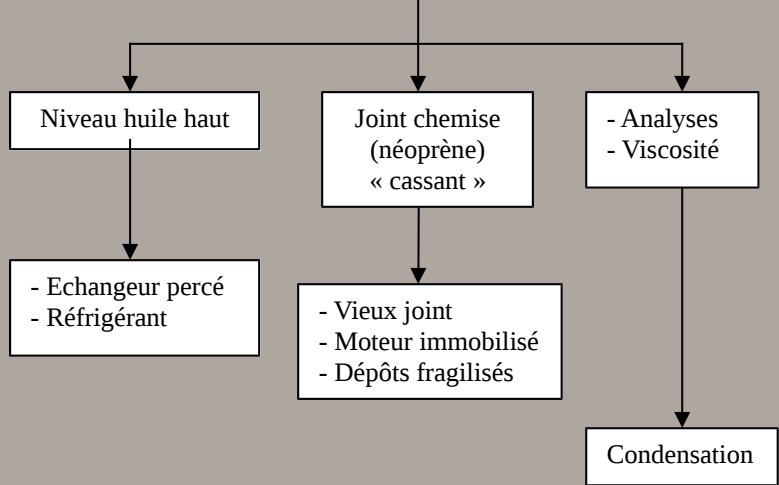 Niveau huile haut
Joint chemise
(néoprène)
« cassant »
- Analyses
- Viscosité
- Echangeur percé
- Réfrigérant
- Vieux joint
- Moteur immobilisé
- Dépôts fragilisés
Condensation